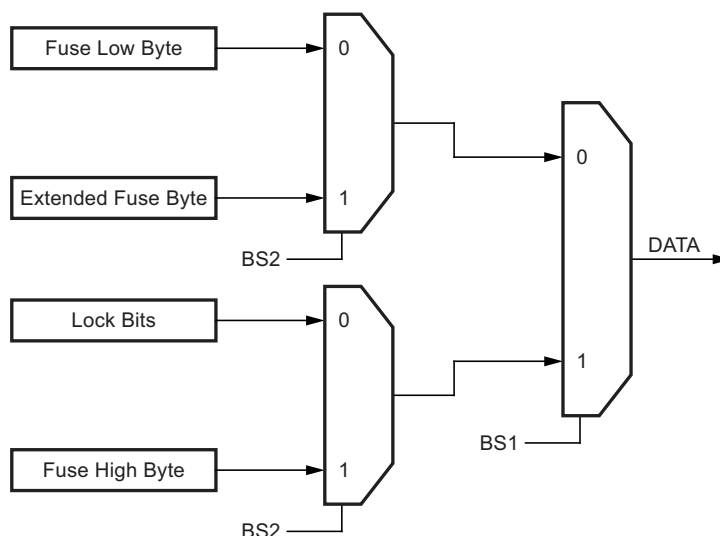 Fuse Low Byte
0
Extended Fuse Byte
1
BS2
0
DATA
Lock Bits
0
1
BS1
Fuse High Byte
1
BS2